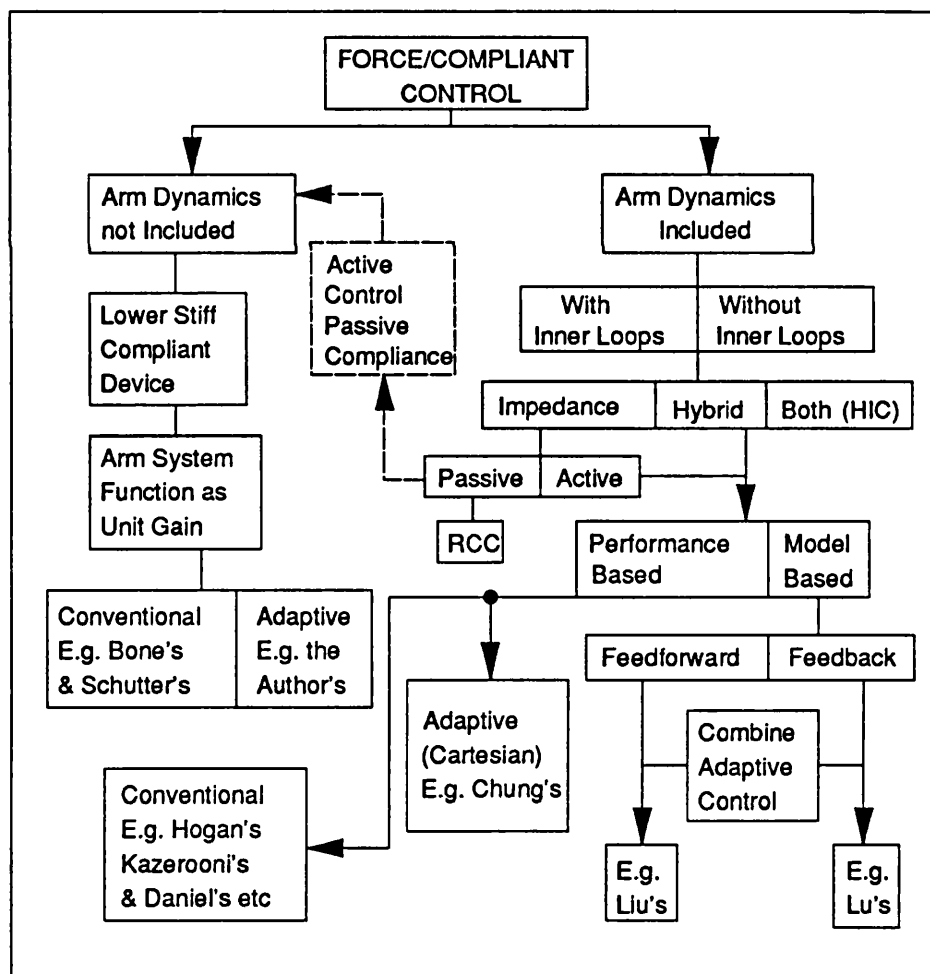 FORCE/COMPLIANT
CONTROL
Arm Dynamics
not Included
Arm Dynamics
Included
Active
Control
Passive
Compliance
Lower Stiff
Compliant
Device
With
Inner Loops
Without
Inner Loops
Impedance
Hybrid
Both (HIC)
Arm System
Function as
Unit Gain
Passive
Active
RCC
Performance
Based
Model
Based
Conventional
E.g. Bone's
& Schutter's
Adaptive
E.g. the
Author's
Feedforward
Feedback
Adaptive
(Cartesian)
E.g. Chung's
Combine
Adaptive
Control
Conventional
E.g. Hogan's
Kazerooni's
& Daniel's etc
E.g.
Liu's
E.g.
Lu's